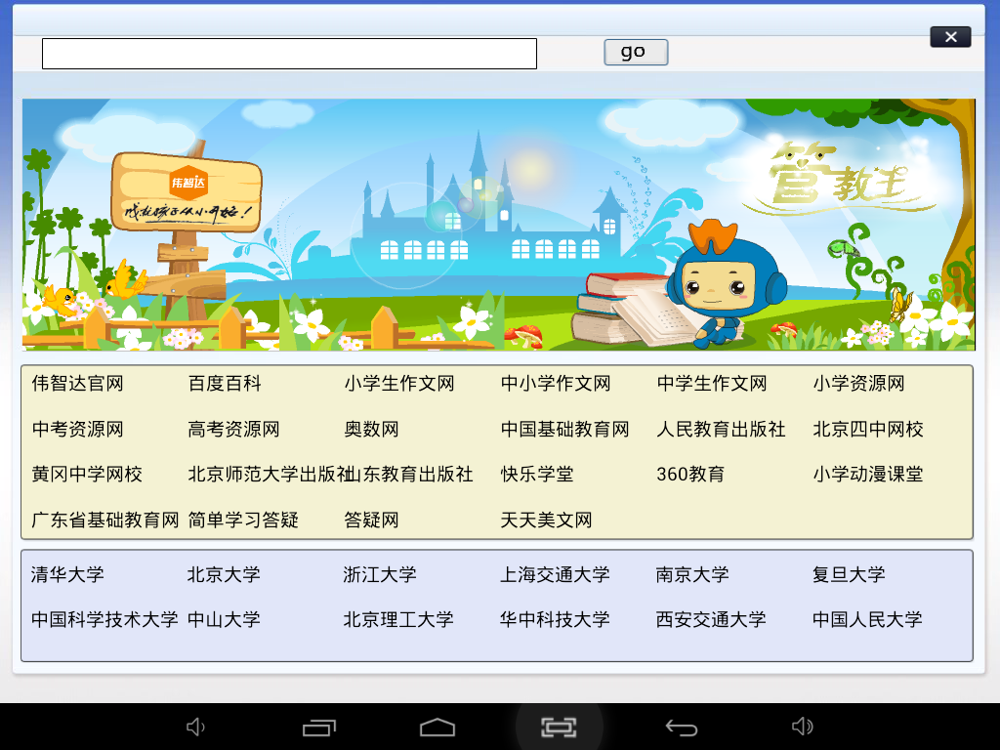 go
伟智达
成就孩子从小开始！
管教主
伟智达官网 百度百科 小学生作文网 中小学作文网 中学生作文网 小学资源网
中考资源网 高考资源网 奥数网 中国基础教育网 人民教育出版社 北京四中网校
黄冈中学网校 北京师范大学出版社 山东教育出版社 快乐学堂 360教育 小学动漫课堂
广东省基础教育网 简单学习答疑 答疑网 天天美文网
清华大学 北京大学 浙江大学 上海交通大学 南京大学 复旦大学
中国科学技术大学 中山大学 北京理工大学 华中科技大学 西安交通大学 中国人民大学